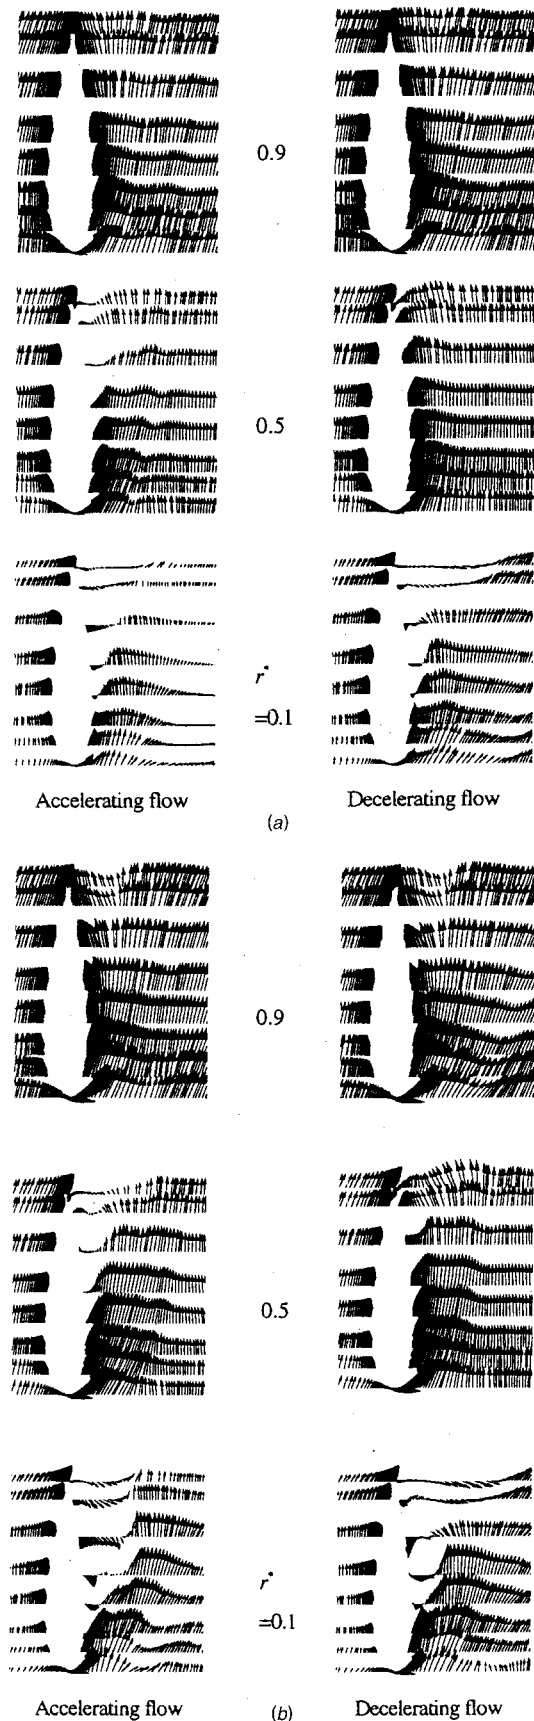 0.9
0.5
r*
=0.1
Accelerating flow
Decelerating flow
(a)
0.9
0.5
r*
=0.1
Accelerating flow
(b)
Decelerating flow